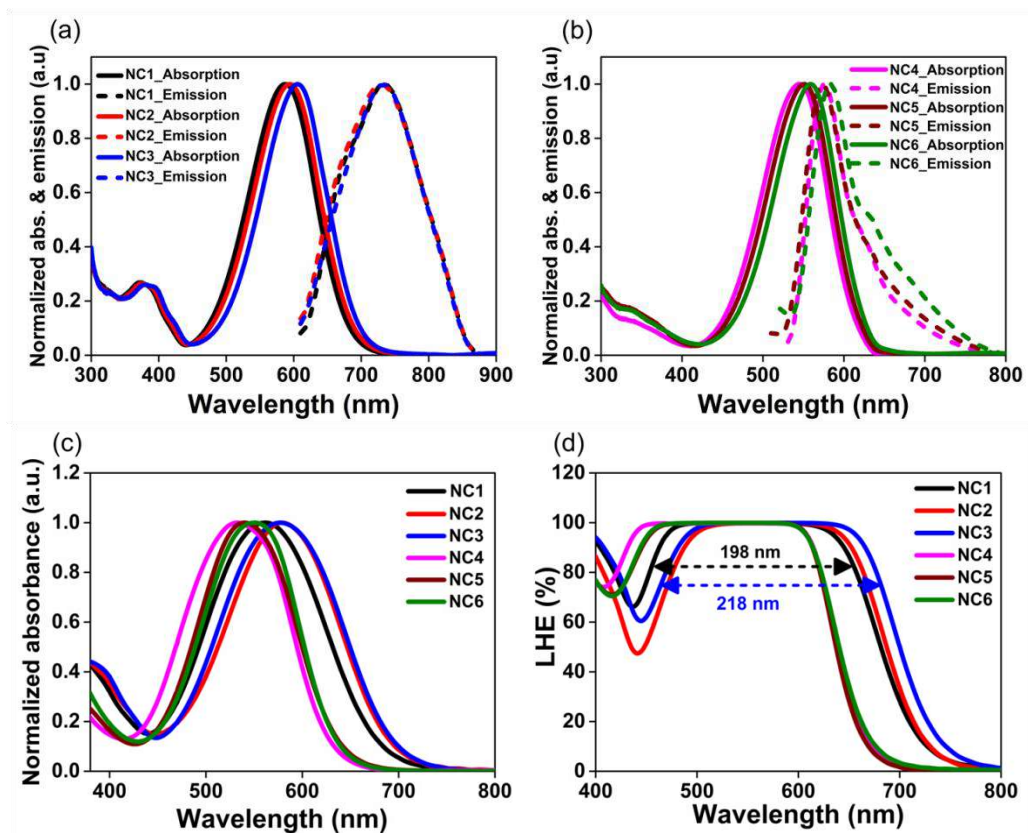 (a)
NC1_Absorption
NC1_Emission
NC2_Absorption
NC2_Emission
NC3_Absorption
NC3_Emission
Normalized abs. & emission (a.u)
1.0
0.8
0.6
0.4
0.2
0.0
300 400 500 600 700 800 900
Wavelength (nm)
(b)
NC4_Absorption
NC4_Emission
NC5_Absorption
NC5_Emission
NC6_Absorption
NC6_Emission
Normalized abs. & emission (a.u)
1.0
0.8
0.6
0.4
0.2
0.0
300 400 500 600 700 800
Wavelength (nm)
(c)
NC1
NC2
NC3
NC4
NC5
NC6
Normalized absorbance (a.u.)
1.2
1.0
0.8
0.6
0.4
0.2
0.0
400 500 600 700 800
Wavelength (nm)
(d)
NC1
NC2
NC3
NC4
NC5
NC6
198 nm
218 nm
LHE (%)
120
100
80
60
40
20
0
400 500 600 700 800
Wavelength (nm)